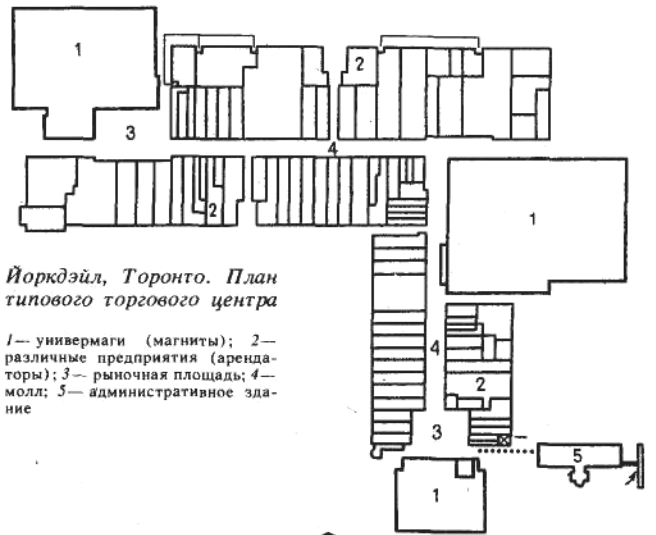 1
2
3
4
2
1
Йоркдэйл, Торонто. План
типового торгового центра
1— универмаги (магниты); 2—
различные предприятия (аренда-
торы); 3— рыночная площадь; 4—
молл; 5— административное зда-
ние
4
2
3
5
1